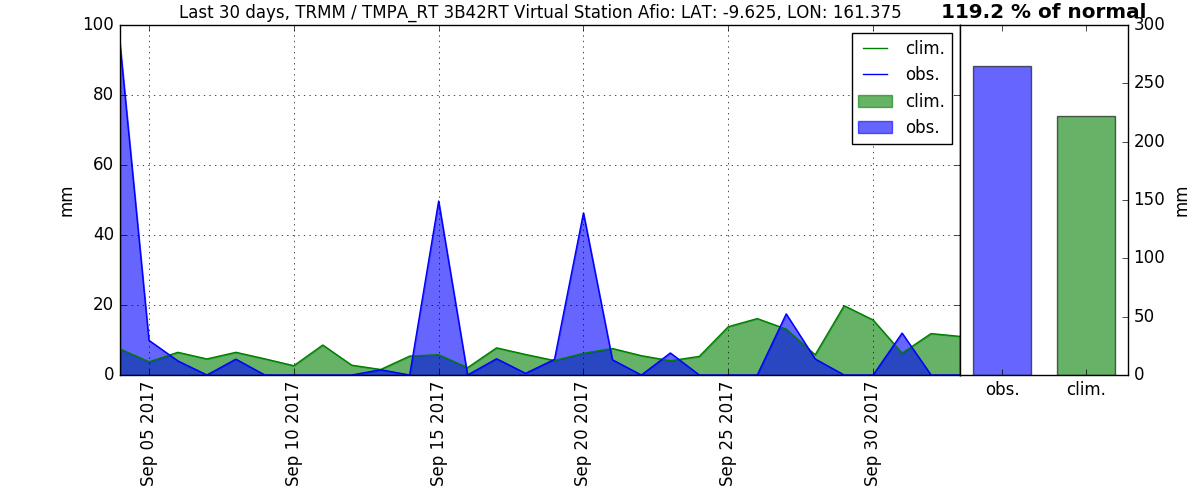 Last 30 days, TRMM / TMPA_RT 3B42RT Virtual Station Afio: LAT: -9.625, LON: 161.375
119.2 % of normal
100
80
60
40
20
0
mm
clim.
obs.
clim.
obs.
Sep 05 2017
Sep 10 2017
Sep 15 2017
Sep 20 2017
Sep 25 2017
Sep 30 2017
300
250
200
150
100
50
0
mm
obs.
clim.